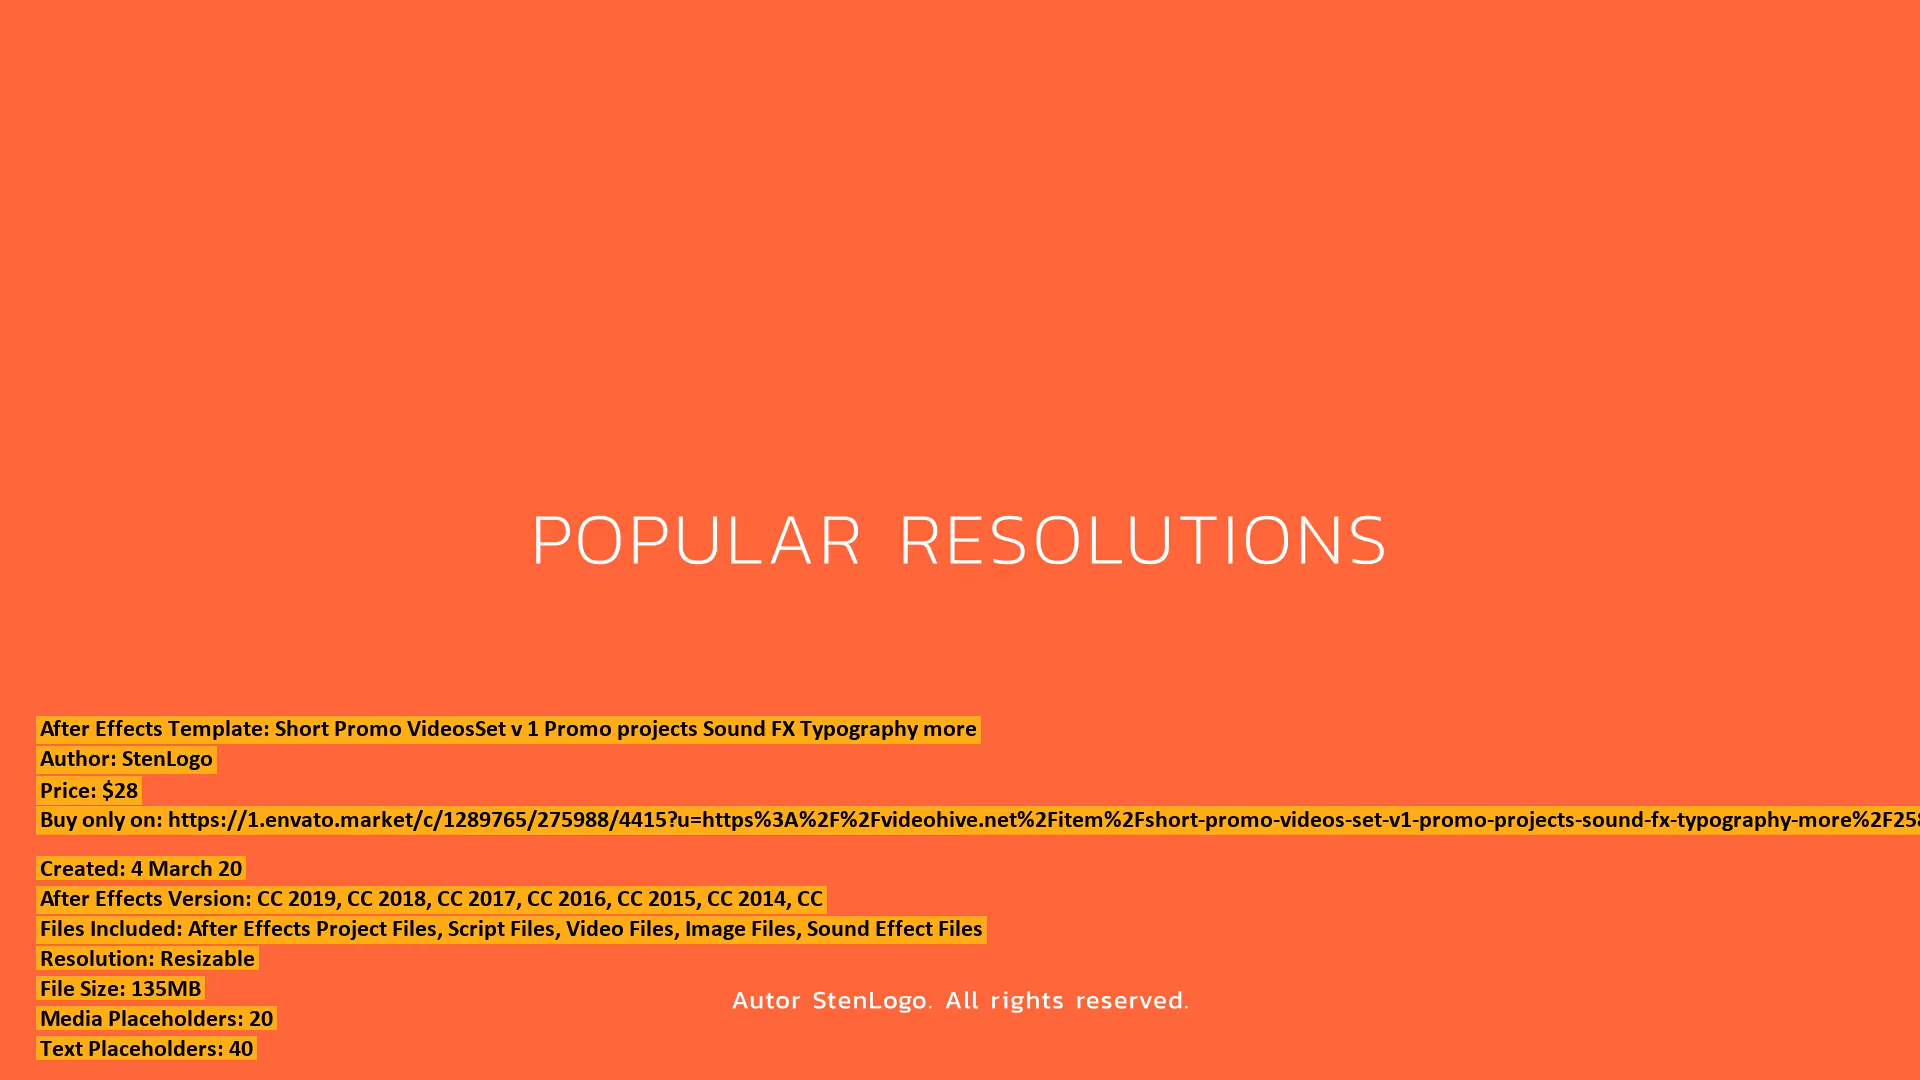 POPULAR RESOLUTIONS
After Effects Template: Short Promo VideosSet v 1 Promo projects Sound FX Typography more
Author: StenLogo
Price: $28
Buy only on: https://1.envato.market/c/1289765/275988/4415?u=https%3A%2F%2Fvideohive.net%2Fitem%2Fshort-promo-videos-set-v1-promo-projects-sound-fx-typography-more%2F258
Created: 4 March 20
After Effects Version: CC 2019, CC 2018, CC 2017, CC 2016, CC 2015, CC 2014, CC
Files Included: After Effects Project Files, Script Files, Video Files, Image Files, Sound Effect Files
Resolution: Resizable
File Size: 135MB
Autor StenLogo. All rights reserved.
Media Placeholders: 20
Text Placeholders: 40